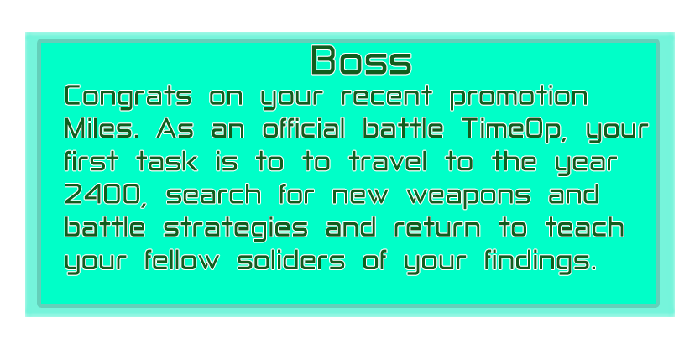 Boss
Congrats on your recent promotion
Miles. As an official battle TimeOp, your
first task is to to travel to the year
2400, search for new weapons and
battle strategies and return to teach
your fellow soliders of your findings.